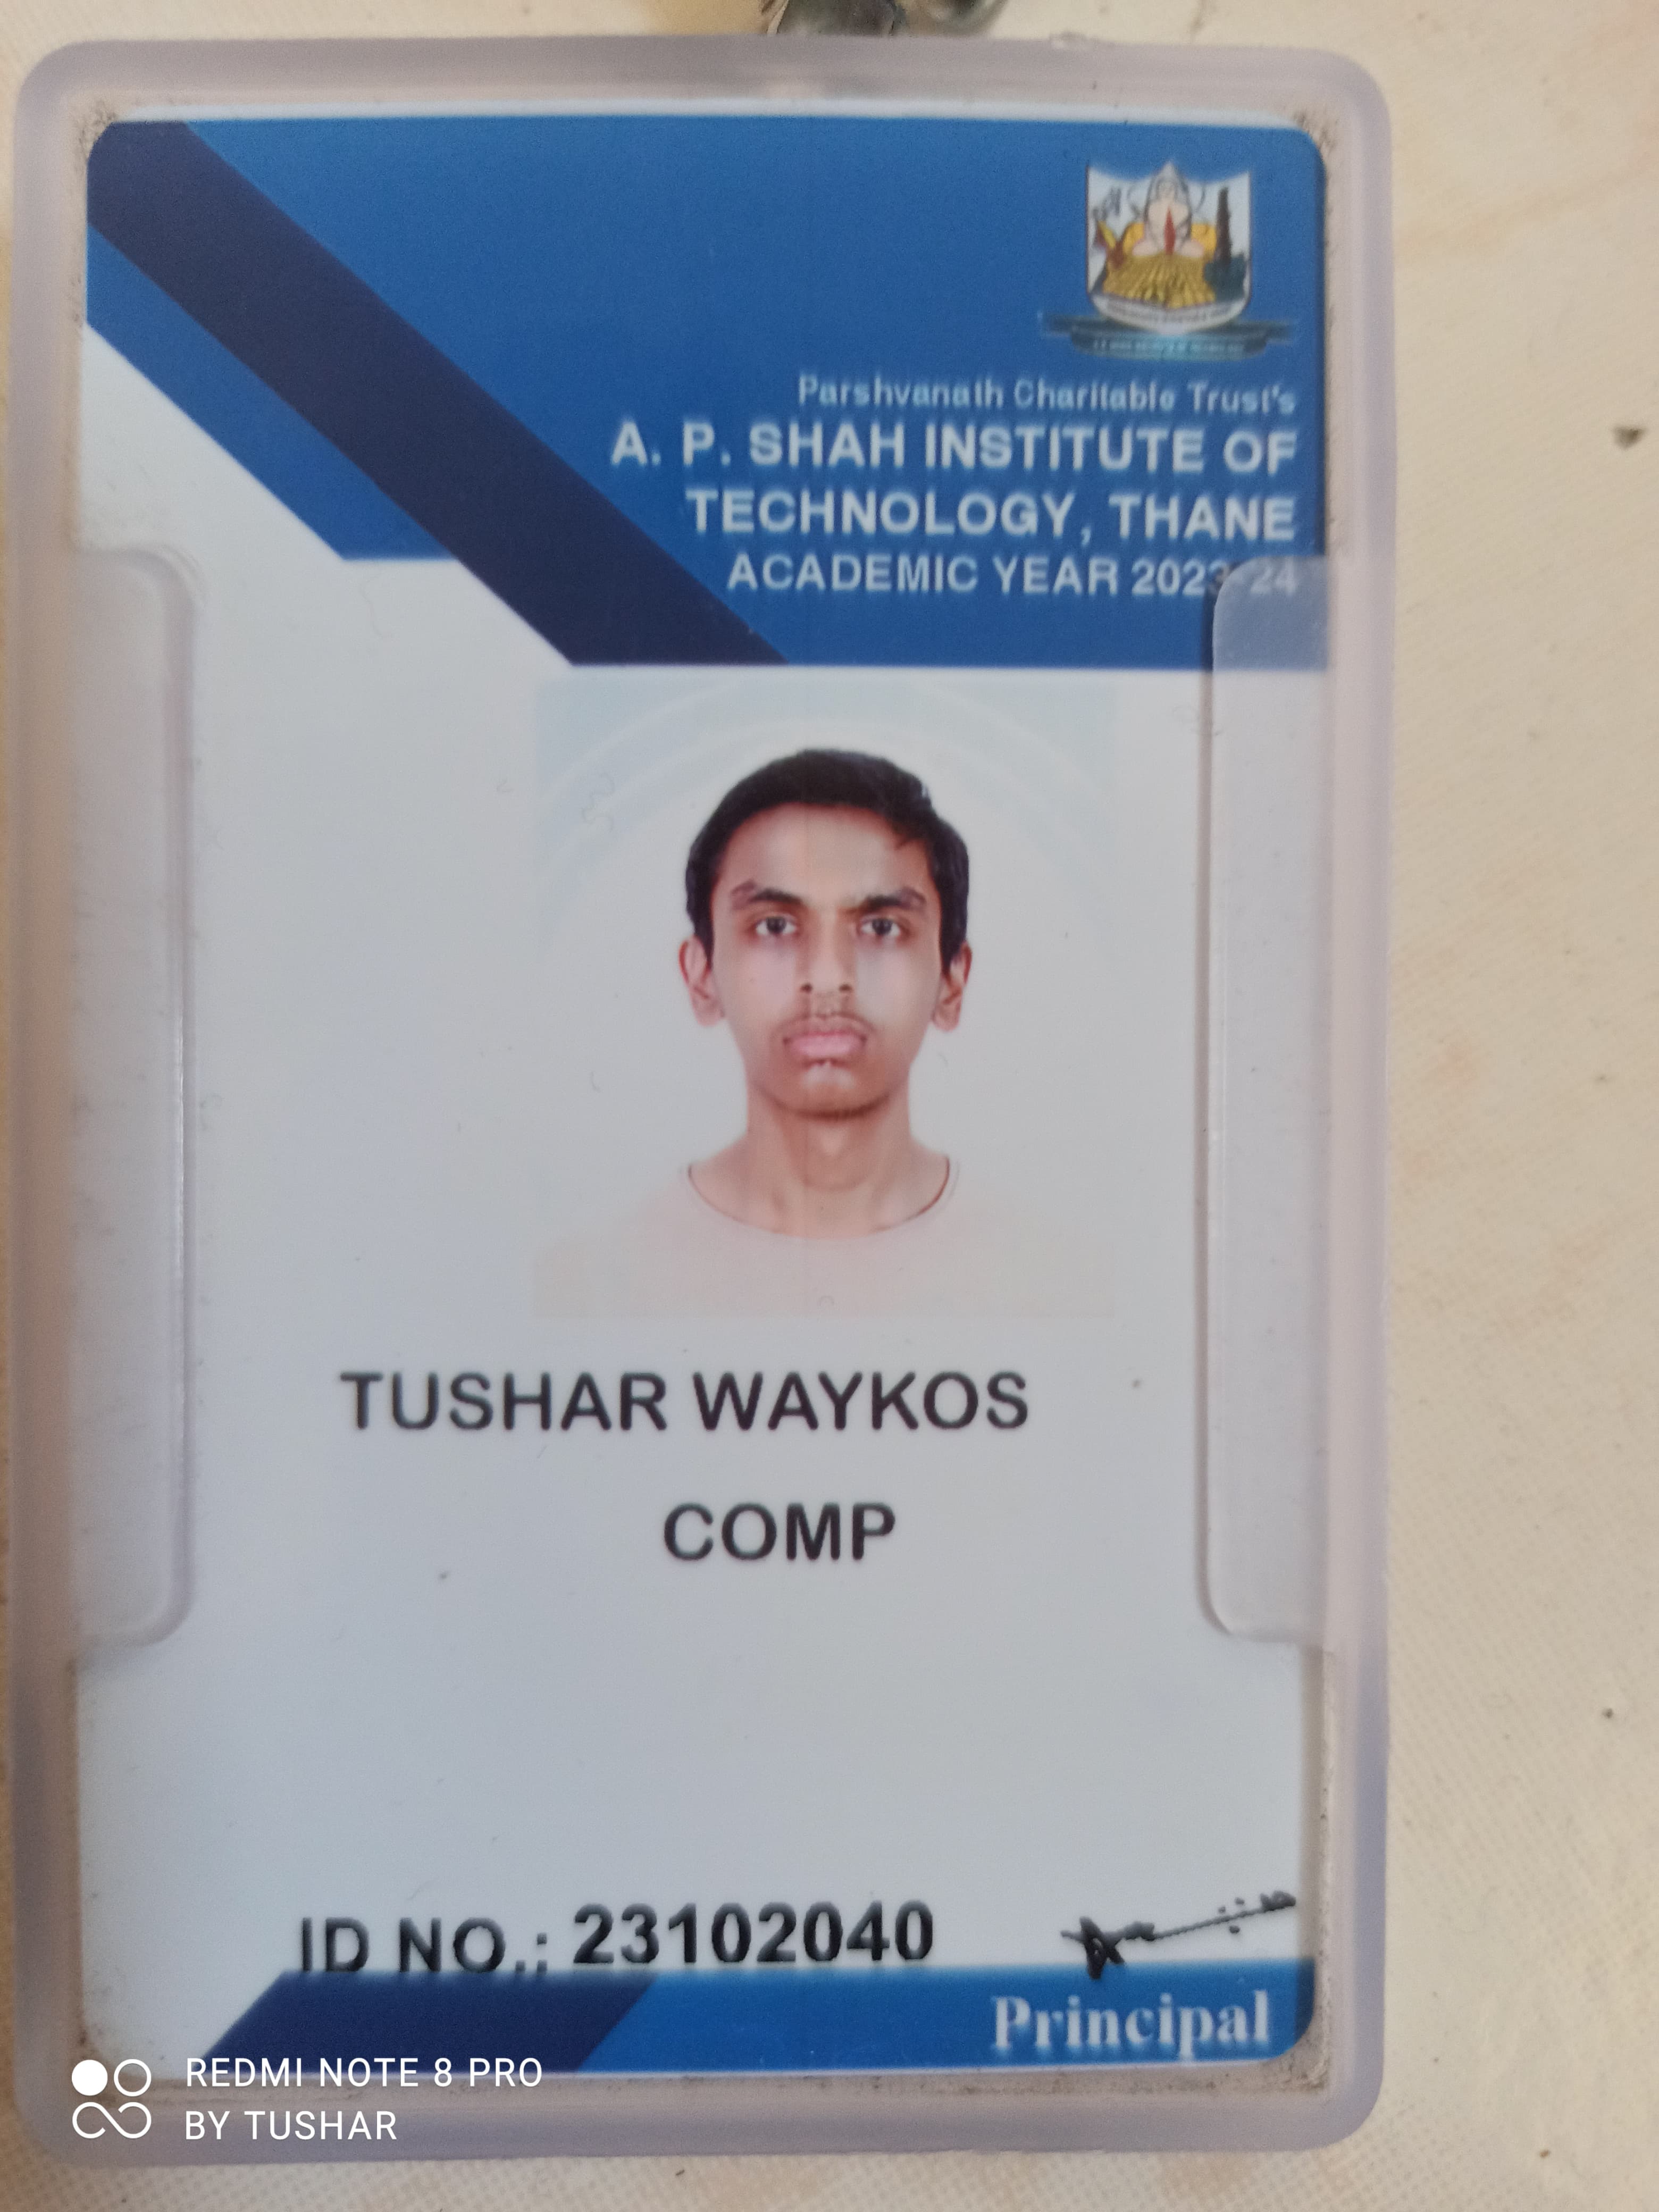 Parshvanath Charitable Trust's
A. P. SHAH INSTITUTE OF
TECHNOLOGY, THANE
ACADEMIC YEAR 2023-24
TUSHAR WAYKOS
COMP
ID NO.: 23102040
Principal
REDMI NOTE 8 PRO
BY TUSHAR